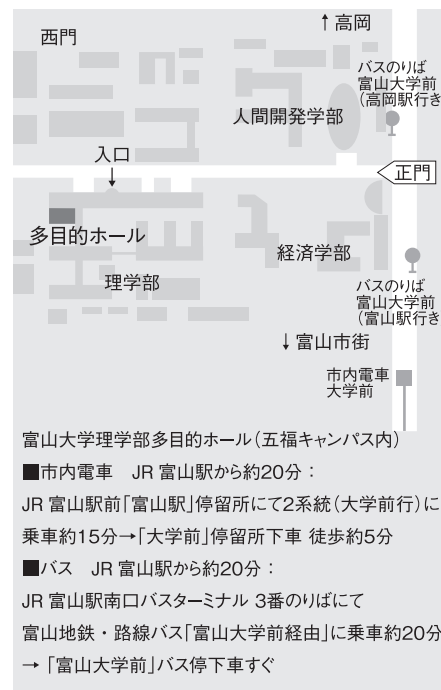 ↑高岡
西門
バスのりば
富山大学前
(高岡駅行き
人間開発学部
入口
↓
正門
多目的ホール
経済学部
理学部
バスのりば
富山大学前
(富山駅行き
↓富山市街
市内電車
大学前
富山大学理学部多目的ホール(五福キャンパス内)
■市内電車 JR 富山駅から約20分:
JR 富山駅前「富山駅」停留所にて2系統(大学前行)に
乗車約15分→「大学前」停留所下車 徒歩約5分
■バス JR 富山駅から約20分:
JR 富山駅南口バスターミナル 3番のりばにて
富山地鉄・路線バス「富山大学前経由」に乗車約20分
→「富山大学前」バス停下車すぐ